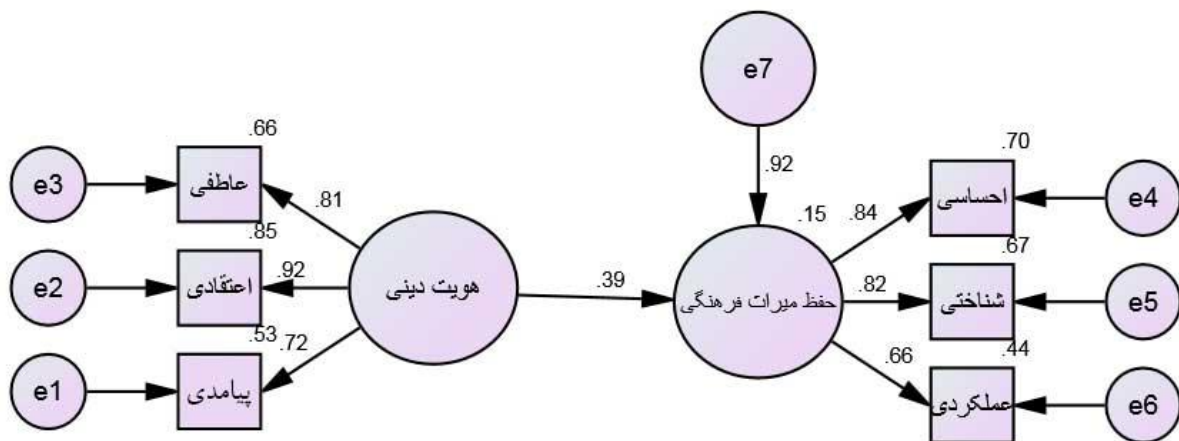 e7
.92
.66
e3
عاطفی
.81
.85
e2
اعتقادی
.92
.53
.72
e1
پیامدی
هویت دینی
.39
.15
حفظ میراث فرهنگی
.84
.70
احساسی
e4
.82
.67
شناختی
e5
.66
.44
عملکردی
e6